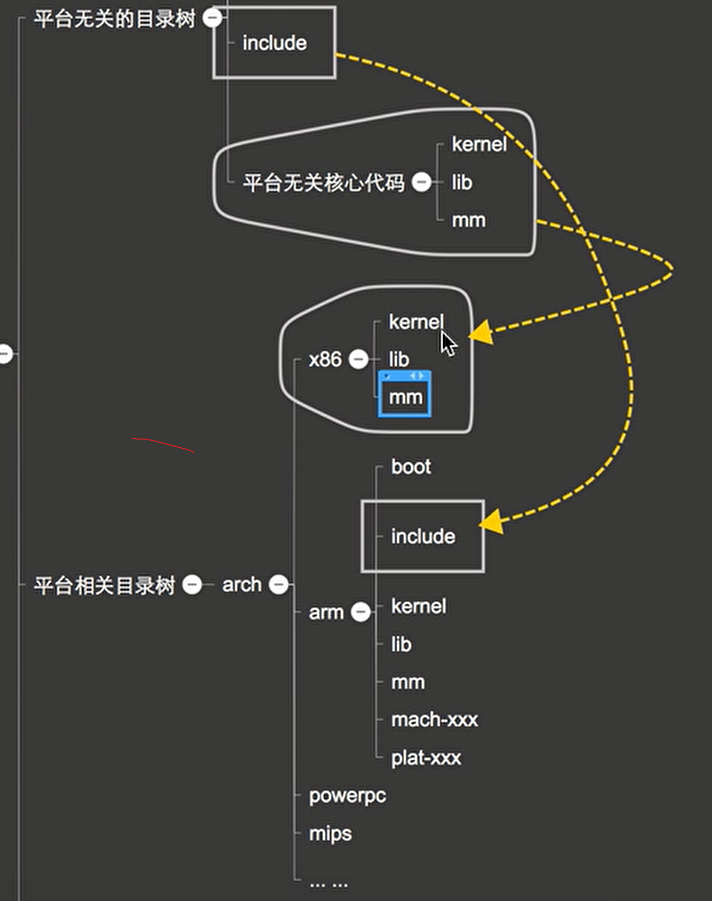 平台无关的目录树
include
平台无关核心代码
kernel
lib
mm
x86
kernel
lib
mm
平台相关目录树
arch
arm
boot
include
kernel
lib
mm
mach-xxx
plat-xxx
powerpc
mips
... ...